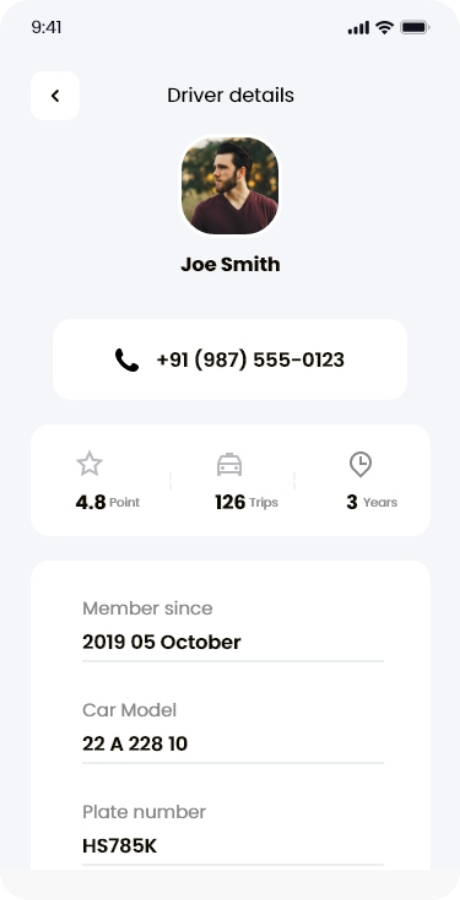 9:41
Driver details
Joe Smith
+91 (987) 555-0123
4.8 Point 126 Trips 3 Years
Member since
2019 05 October
Car Model
22 A 228 10
Plate number
HS785K